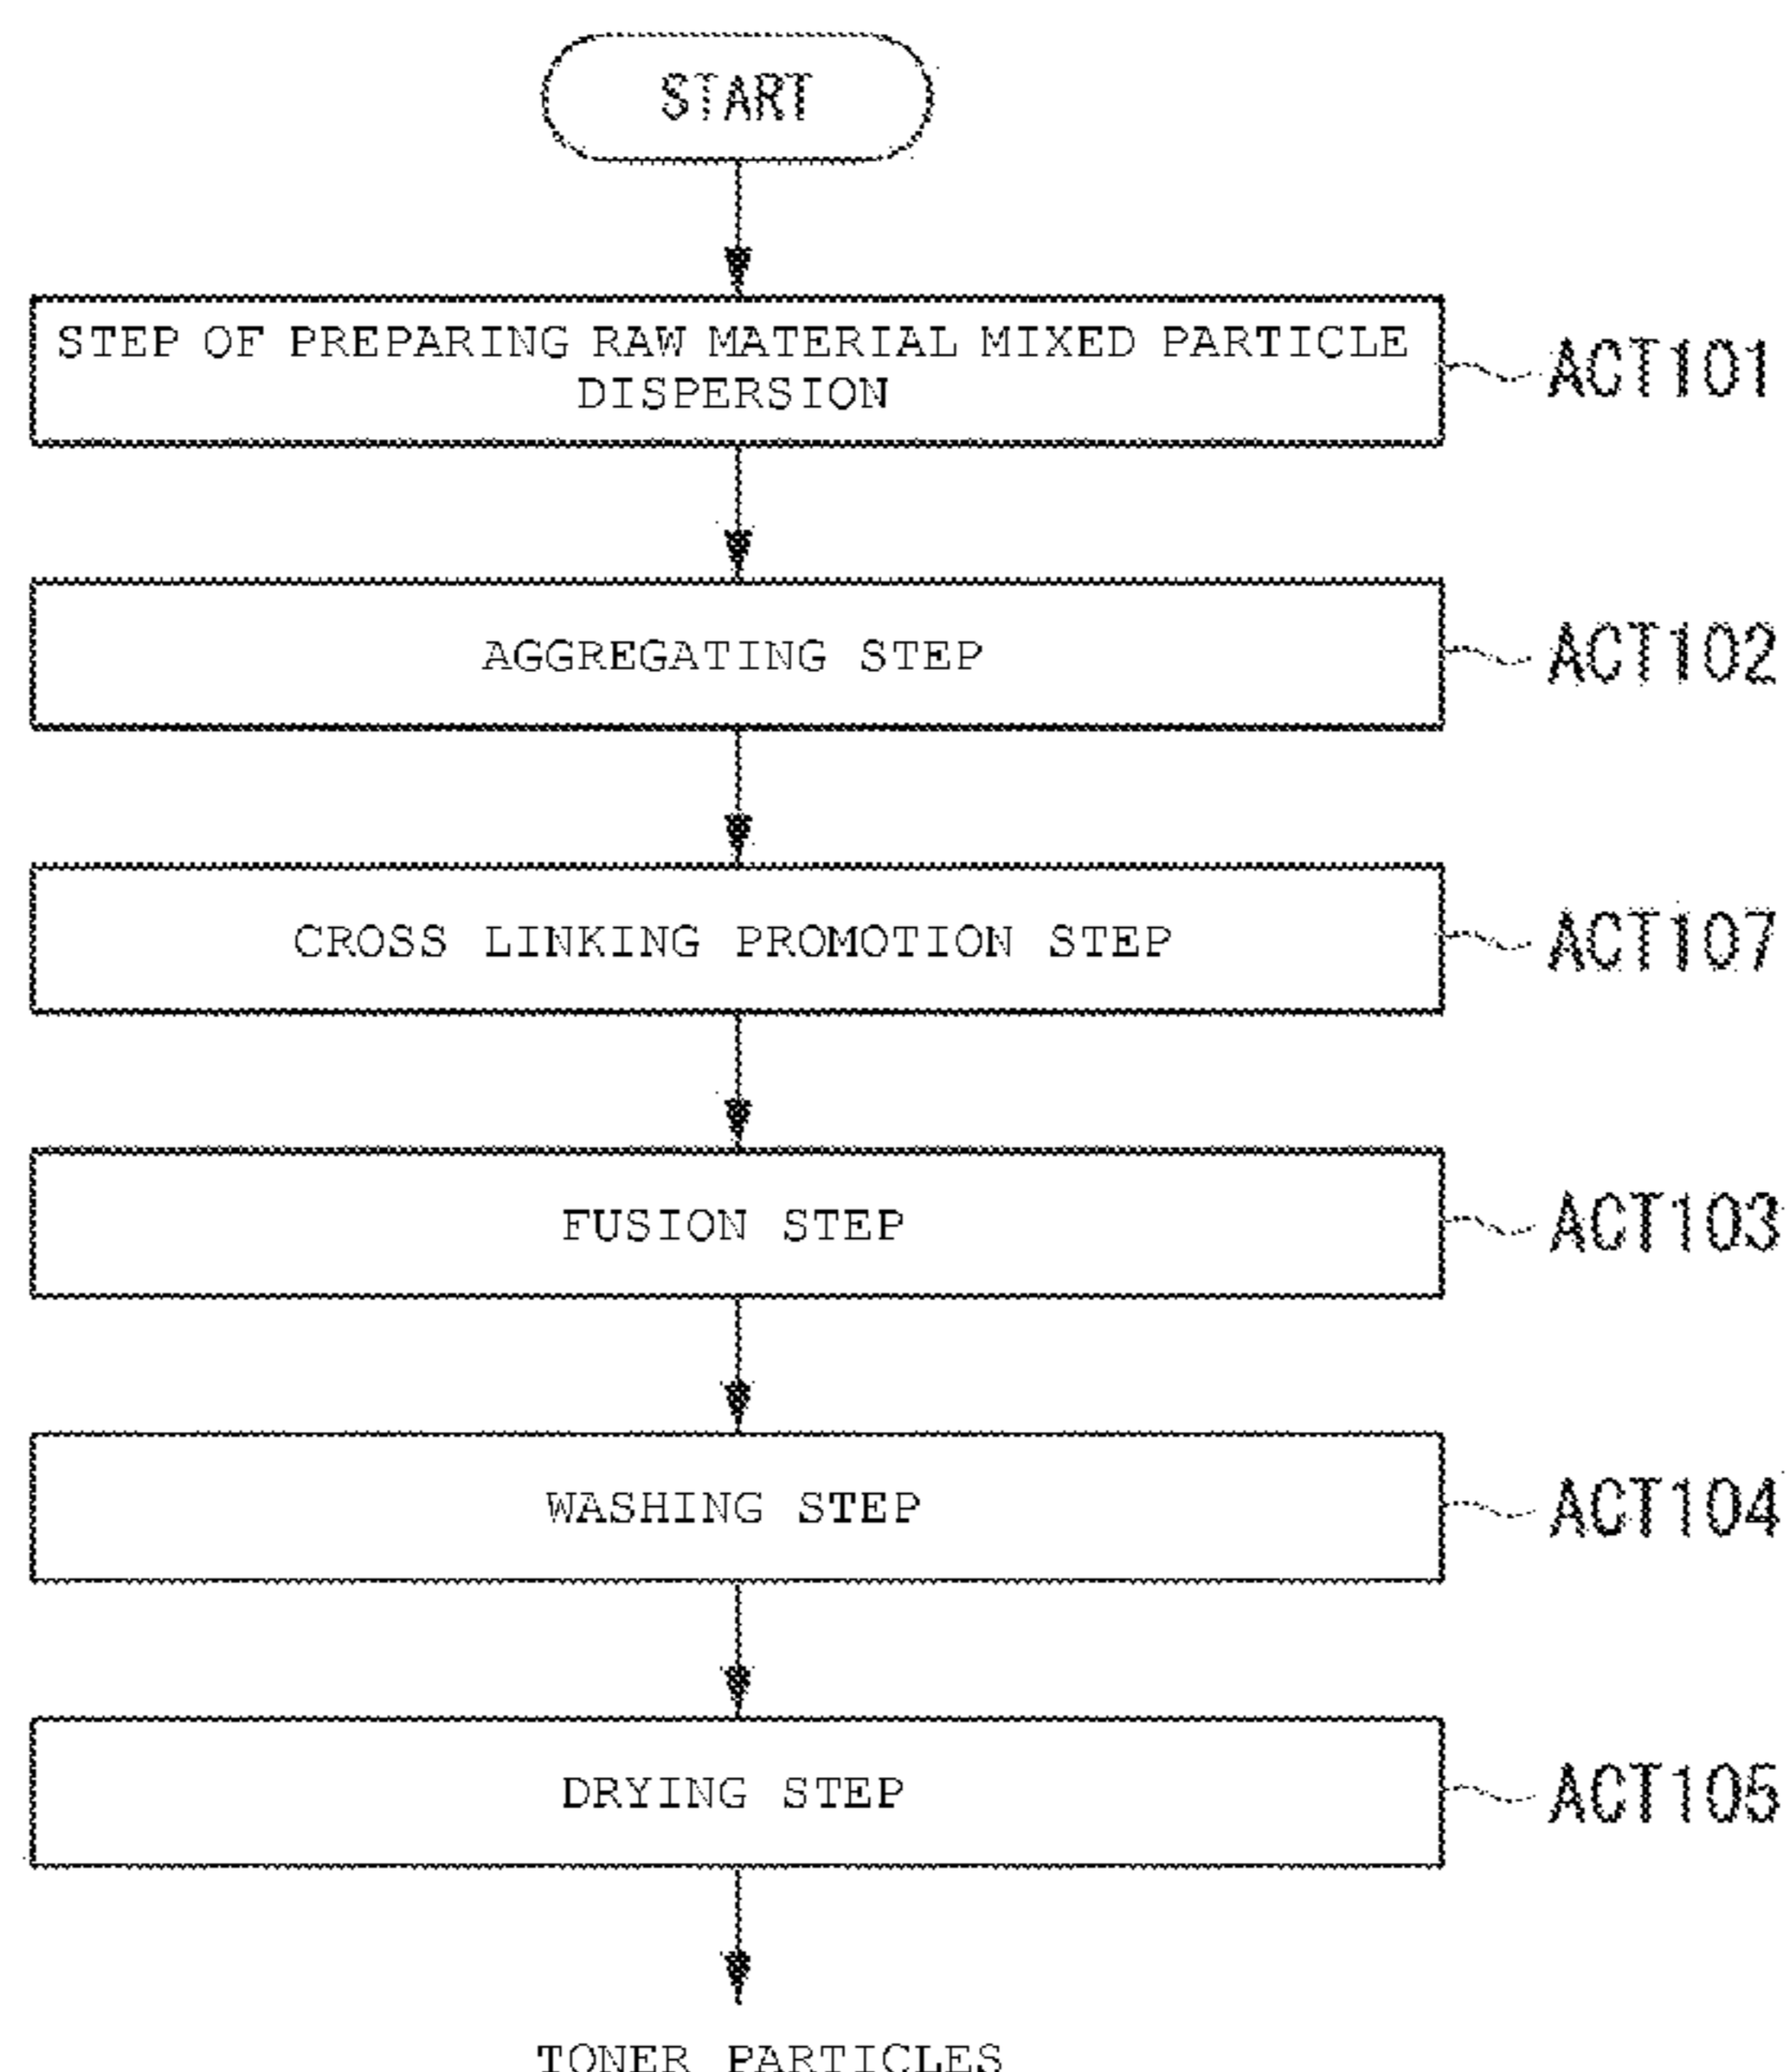 START
STEP OF PREPARING RAW MATERIAL MIXED PARTICLE
DISPERSION
ACT101
AGGREGATING STEP
ACT102
CROSS LINKING PROMOTION STEP
ACT107
FUSION STEP
ACT103
WASHING STEP
ACT104
DRYING STEP
ACT105
TONER PARTICLES